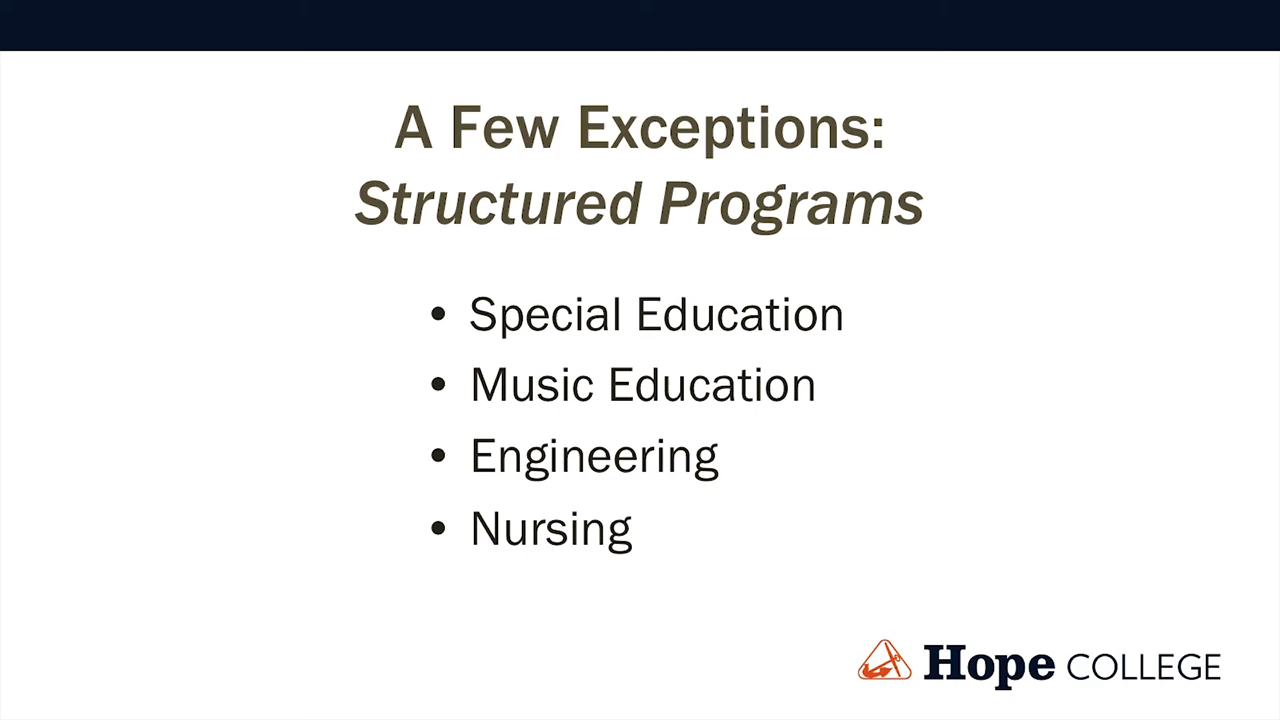 A Few Exceptions:
Structured Programs
• Special Education
• Music Education
• Engineering
• Nursing
Hope COLLEGE